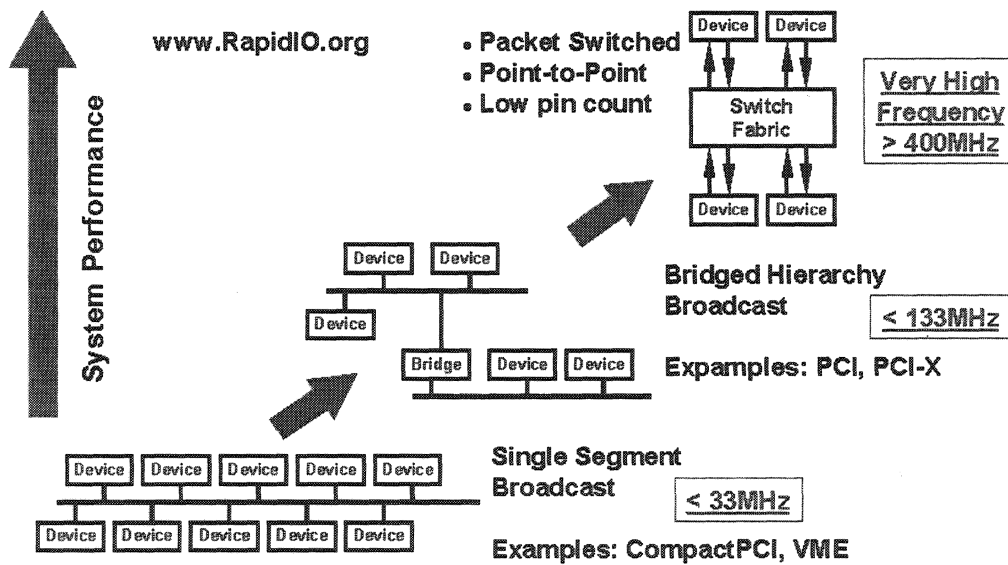 www.RapidIO.org
• Packet Switched
• Point-to-Point
• Low pin count
Device Device
Switch
Fabric
Device Device
Very High
Frequency
> 400MHz
System Performance
Device Device
Device
Bridge Device Device
Bridged Hierarchy
Broadcast
< 133MHz
Expamples: PCI, PCI-X
Device Device Device Device Device
Device Device Device Device Device
Single Segment
Broadcast
< 33MHz
Examples: CompactPCI, VME